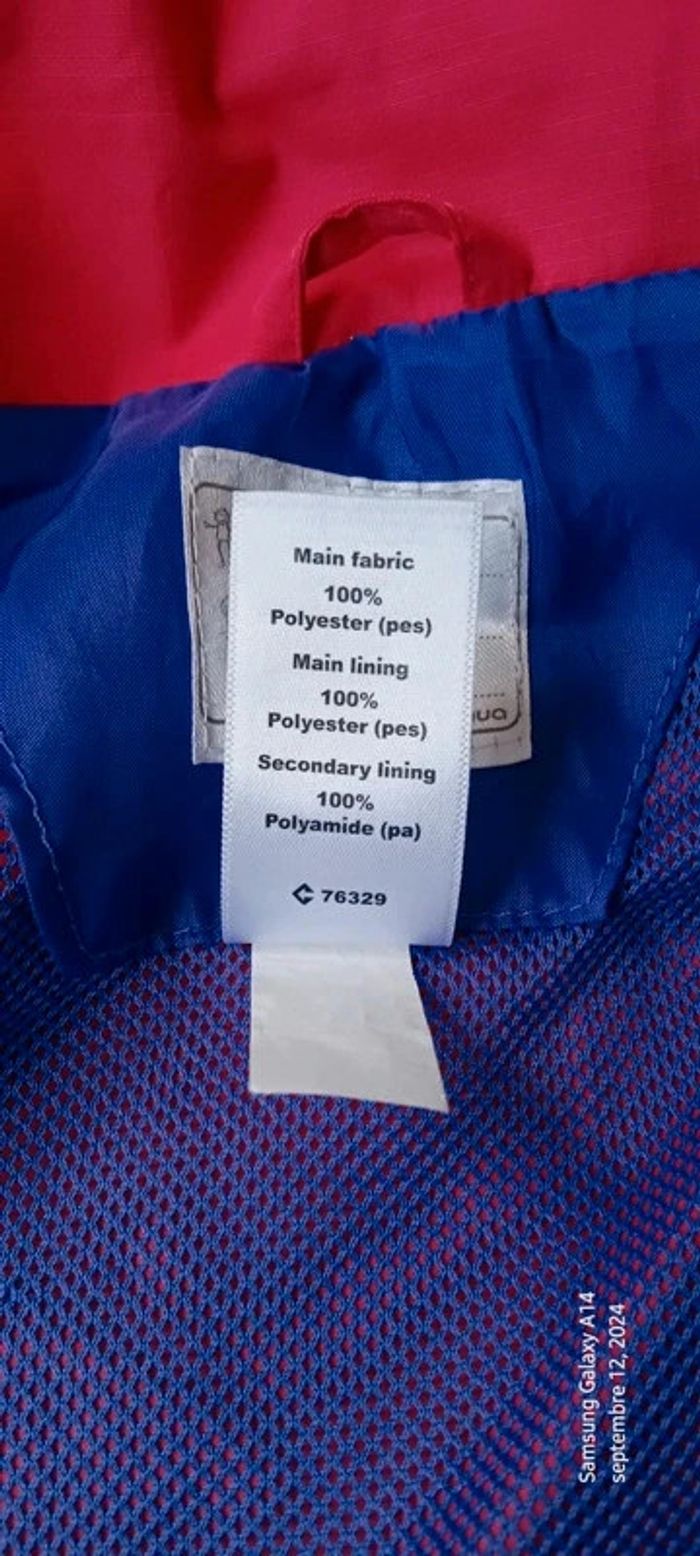 Main fabric
100%
Polyester (pes)
Main lining
100%
Polyester (pes)
Secondary lining
100%
Polyamide (pa)
76329
Samsung Galaxy A14
septembre 12, 2024